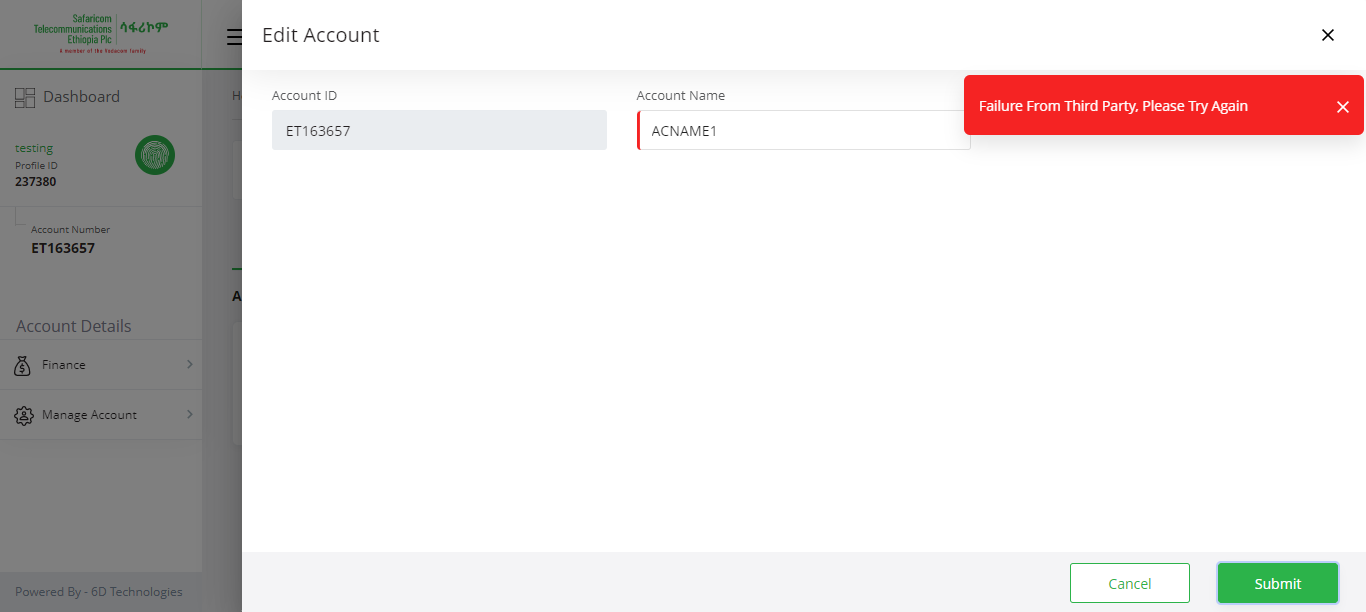 Safaricom
Telecommunications
Ethiopia Plc
ሳፋሪኮም
A member of the Vodacom family
Edit Account
Dashboard
H
Account ID
Account Name
Failure From Third Party, Please Try Again
ET163657
ACNAME1
testing
Profile ID
237380
Account Number
ET163657
A
Account Details
Finance
Manage Account
Powered By - 6D Technologies
Cancel
Submit